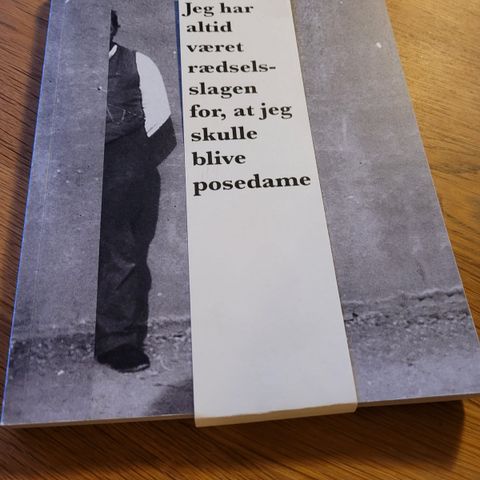 Jeg har
altid
været
rædsels-
slagen
for, at jeg
skulle
blive
posedame